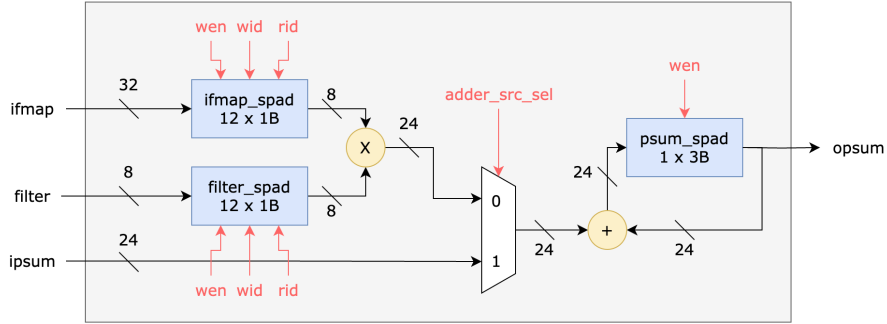 wen wid rid
32
ifmap
ifmap_spad
12 x 1B
8
24
adder_src_sel
wen
psum_spad
1 x 3B
opsum
X
8
filter
filter_spad
12 x 1B
8
0
24
24
+
24
24
ipsum
1
wen wid rid